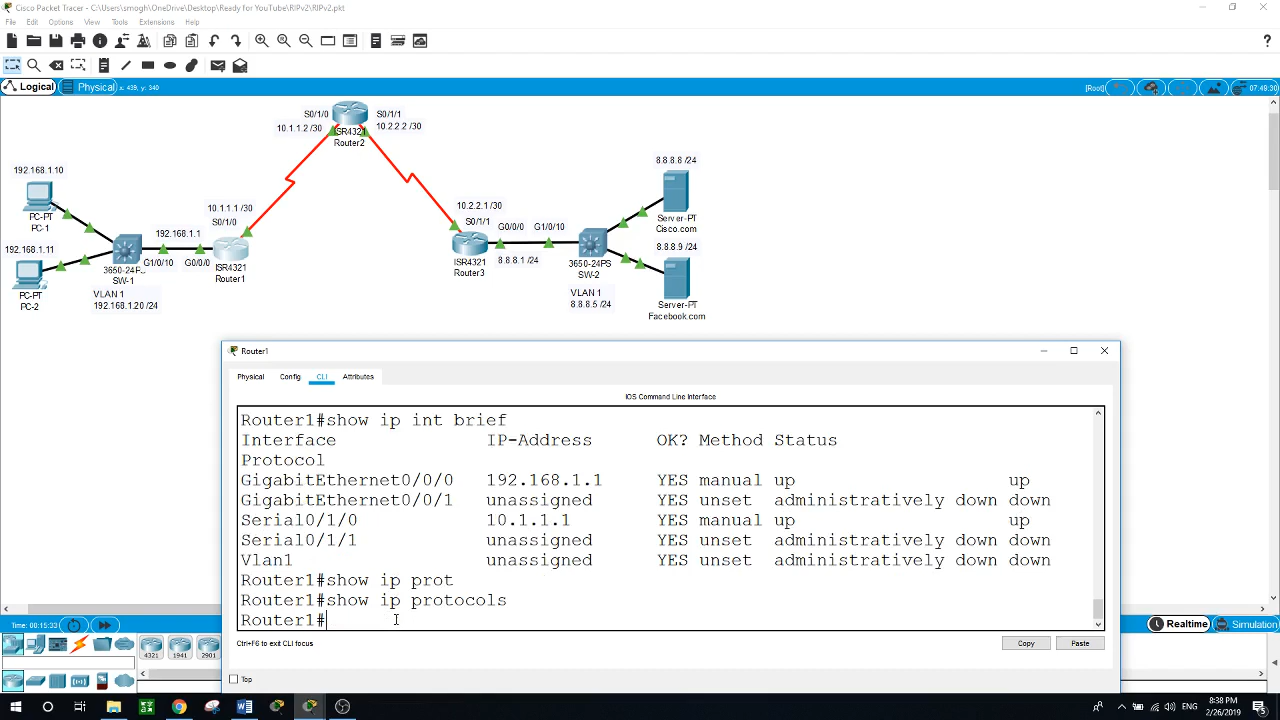 Cisco Packet Tracer - C:\Users\smogh\OneDrive\Desktop\Ready for YouTube\RIPv2\RIPv2.pkt
File Edit Options View Tools Extensions Help
Logical Physical x: 439, y: 340 [Root] 07:49:30
S0/1/0 S0/1/1
10.1.1.2 /30 10.2.2.2 /30
ISR4321
Router2
192.168.1.10
PC-PT
PC-1
192.168.1.11
PC-PT
PC-2
3650-24PS
SW-1
VLAN 1
192.168.1.20 /24
192.168.1.1
G1/0/10 G0/0/0
10.1.1.1 /30
S0/1/0
ISR4321
Router1
10.2.2.1 /30
S0/1/1
ISR4321
Router3
G0/0/0 G1/0/10
8.8.8.1 /24
3650-24PS
SW-2
VLAN 1
8.8.8.5 /24
8.8.8.8 /24
Server-PT
Cisco.com
8.8.8.9 /24
Server-PT
Facebook.com
Router1
Physical Config CLI Attributes
IOS Command Line Interface
Router1#show ip int brief
Interface IP-Address OK? Method Status
Protocol
GigabitEthernet0/0/0 192.168.1.1 YES manual up up
GigabitEthernet0/0/1 unassigned YES unset administratively down down
Serial0/1/0 10.1.1.1 YES manual up up
Serial0/1/1 unassigned YES unset administratively down down
Vlan1 unassigned YES unset administratively down down
Router1#show ip prot
Router1#show ip protocols
Router1#
Ctrl+F6 to exit CLI focus
Copy Paste
Top
Time: 00:15:33
Realtime Simulation
4321 1941 2901
ENG
8:38 PM
2/26/2019